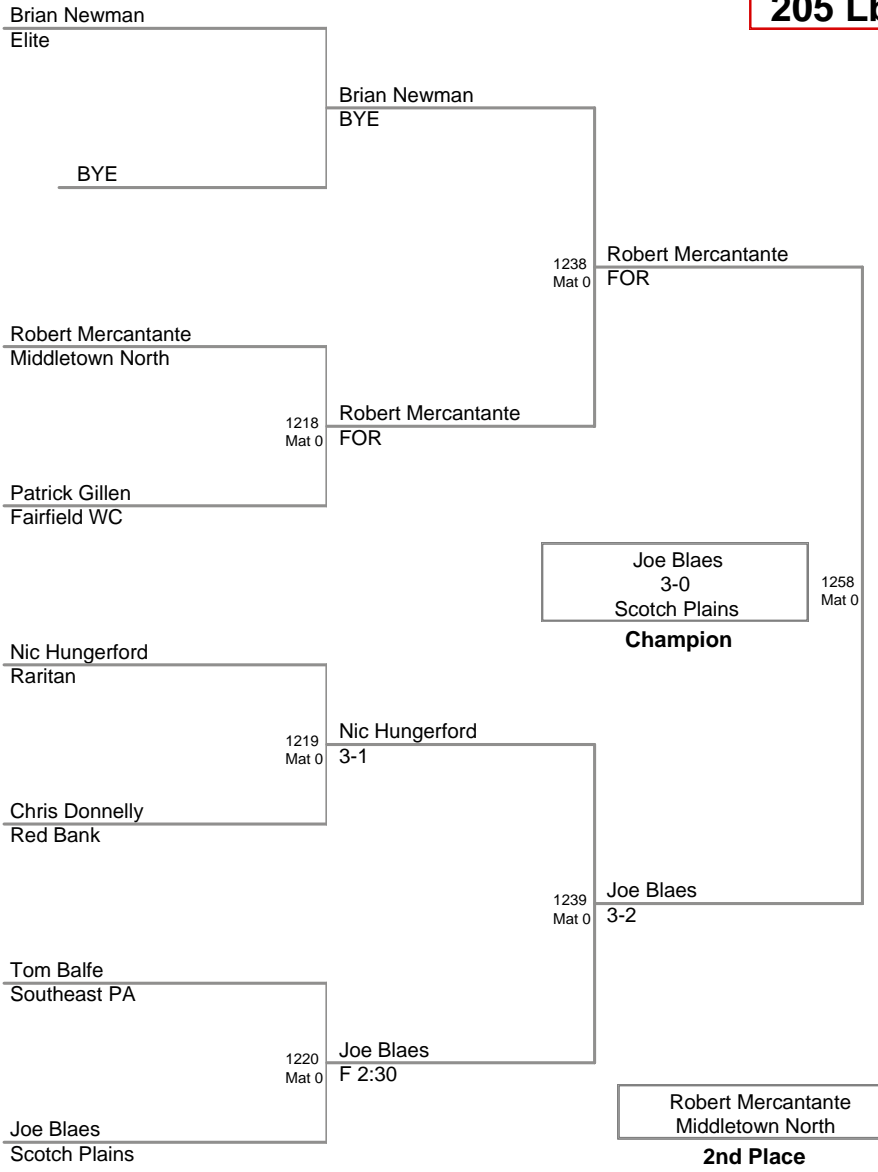 205 Lb
Brian Newman
Elite
Brian Newman
BYE
BYE
1238
Mat 0
Robert Mercantante
FOR
Robert Mercantante
Middletown North
1218
Mat 0
Robert Mercantante
FOR
Patrick Gillen
Fairfield WC
Joe Blaes
3-0
Scotch Plains
Champion
1258
Mat 0
Nic Hungerford
Raritan
1219
Mat 0
Nic Hungerford
3-1
Chris Donnelly
Red Bank
1239
Mat 0
Joe Blaes
3-2
Tom Balfe
Southeast PA
1220
Mat 0
Joe Blaes
F 2:30
Joe Blaes
Scotch Plains
Robert Mercantante
Middletown North
2nd Place